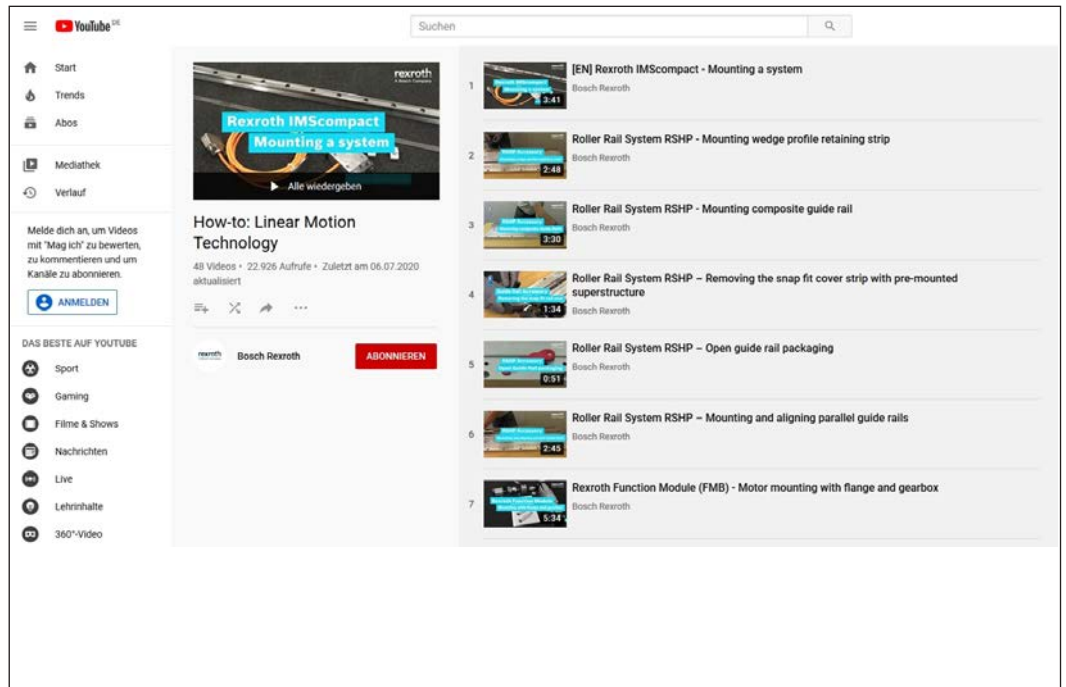 YouTube DE
Suchen
Start
Trends
Abos
Mediathek
Verlauf
Melde dich an, um Videos
mit "Mag ich" zu bewerten,
zu kommentieren und um
Kanäle zu abonnieren.
ANMELDEN
DAS BESTE AUF YOUTUBE
Sport
Gaming
Filme & Shows
Nachrichten
Live
Lehrinhalte
360°-Video
rexroth
A Bosch Company
Rexroth IMScompact
Mounting a system
Alle wiedergeben
How-to: Linear Motion
Technology
48 Videos • 22.926 Aufrufe • Zuletzt am 06.07.2020
aktualisiert
rexroth
Bosch Rexroth
ABONNIEREN
1
3:41
[EN] Rexroth IMScompact - Mounting a system
Bosch Rexroth
2
2:48
Roller Rail System RSHP - Mounting wedge profile retaining strip
Bosch Rexroth
3
3:30
Roller Rail System RSHP - Mounting composite guide rail
Bosch Rexroth
4
1:34
Roller Rail System RSHP – Removing the snap fit cover strip with pre-mounted
superstructure
Bosch Rexroth
5
0:51
Roller Rail System RSHP – Open guide rail packaging
Bosch Rexroth
6
2:45
Roller Rail System RSHP – Mounting and aligning parallel guide rails
Bosch Rexroth
7
5:34
Rexroth Function Module (FMB) - Motor mounting with flange and gearbox
Bosch Rexroth